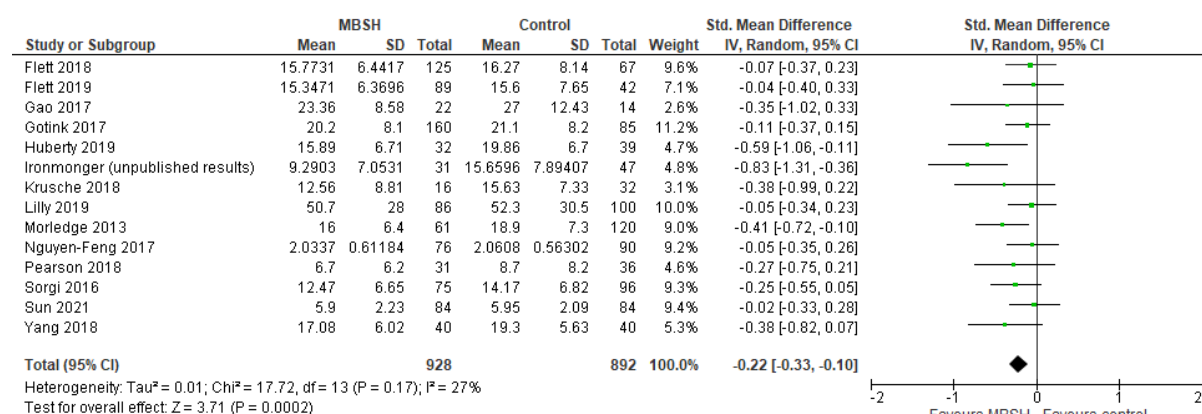 MBSH Control Std. Mean Difference Std. Mean Difference
Study or Subgroup Mean SD Total Mean SD Total Weight IV, Random, 95% CI IV, Random, 95% CI
Flett 2018 15.7731 6.4417 125 16.27 8.14 67 9.6% -0.07 [-0.37, 0.23]
Flett 2019 15.3471 6.3696 89 15.6 7.65 42 7.1% -0.04 [-0.40, 0.33]
Gao 2017 23.36 8.58 22 27 12.43 14 2.6% -0.35 [-1.02, 0.33]
Gotink 2017 20.2 8.1 160 21.1 8.2 85 11.2% -0.11 [-0.37, 0.15]
Huberty 2019 15.89 6.71 32 19.86 6.7 39 4.7% -0.59 [-1.06, -0.11]
Ironmonger (unpublished results) 9.2903 7.0531 31 15.6596 7.89407 47 4.7% -0.83 [-1.31, -0.36]
Krusche 2018 12.56 8.81 16 15.63 7.33 32 3.1% -0.38 [-0.99, 0.22]
Lilly 2019 50.7 28 86 52.3 30.5 100 10.0% -0.05 [-0.34, 0.23]
Morledge 2013 16 6.4 61 18.9 7.3 120 9.0% -0.41 [-0.72, -0.10]
Nguyen-Feng 2017 2.0337 0.61184 76 2.0608 0.56302 90 9.2% -0.05 [-0.35, 0.26]
Pearson 2018 6.7 6.2 31 8.7 8.2 36 4.6% -0.27 [-0.75, 0.21]
Sorgi 2016 12.47 6.65 75 14.17 6.82 96 9.3% -0.25 [-0.55, 0.05]
Sun 2021 5.9 2.23 84 5.95 2.09 84 9.3% -0.02 [-0.33, 0.28]
Yang 2018 17.08 6.02 40 19.3 5.63 40 5.3% -0.38 [-0.82, 0.07]
Total (95% CI) 928 892 100.0% -0.22 [-0.33, -0.10]
Heterogeneity: Tau² = 0.01; Chi² = 17.72, df = 13 (P = 0.17); I² = 27%
Test for overall effect: Z = 3.71 (P = 0.0002)
-2 -1 0 1 2
Favours MBSH Favours control